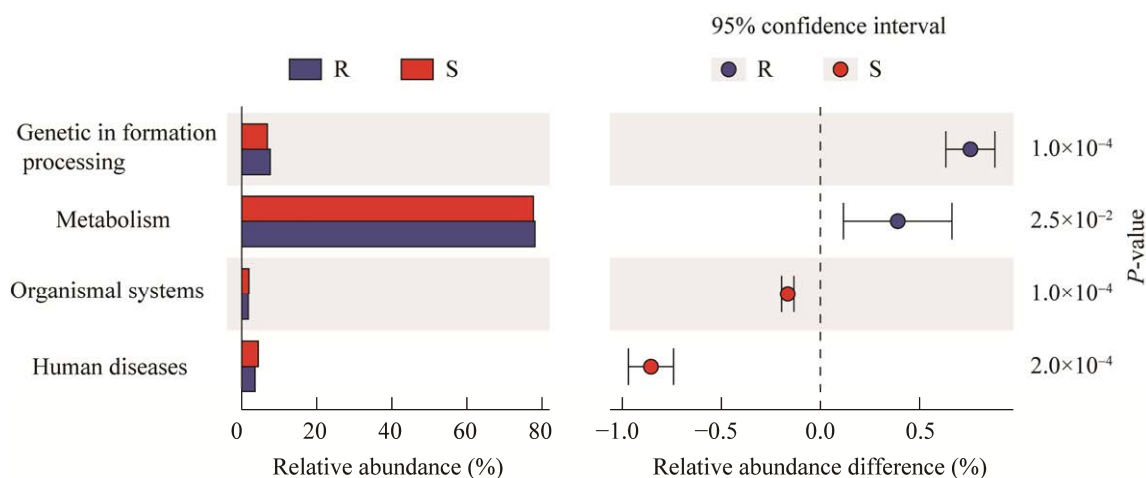 95% confidence interval
R S R S
Genetic in formation
processing
1.0×10⁻⁴
Metabolism
2.5×10⁻²
Organismal systems
1.0×10⁻⁴
Human diseases
2.0×10⁻⁴
P-value
0 20 40 60 80
−1.0 −0.5 0.0 0.5
Relative abundance (%)
Relative abundance difference (%)